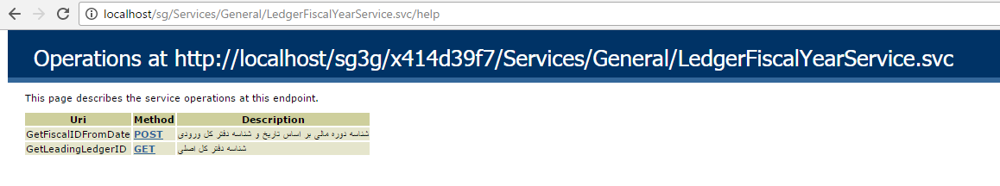 localhost/sg/Services/General/LedgerFiscalYearService.svc/help
Operations at http://localhost/sg3g/x414d39f7/Services/General/LedgerFiscalYearService.svc
This page describes the service operations at this endpoint.
Uri Method Description
GetFiscalIDFromDate POST شناسه دوره مالی بر اساس تاریخ و شناسه دفتر کل ورودی
GetLeadingLedgerID GET شناسه دفتر کل اصلی